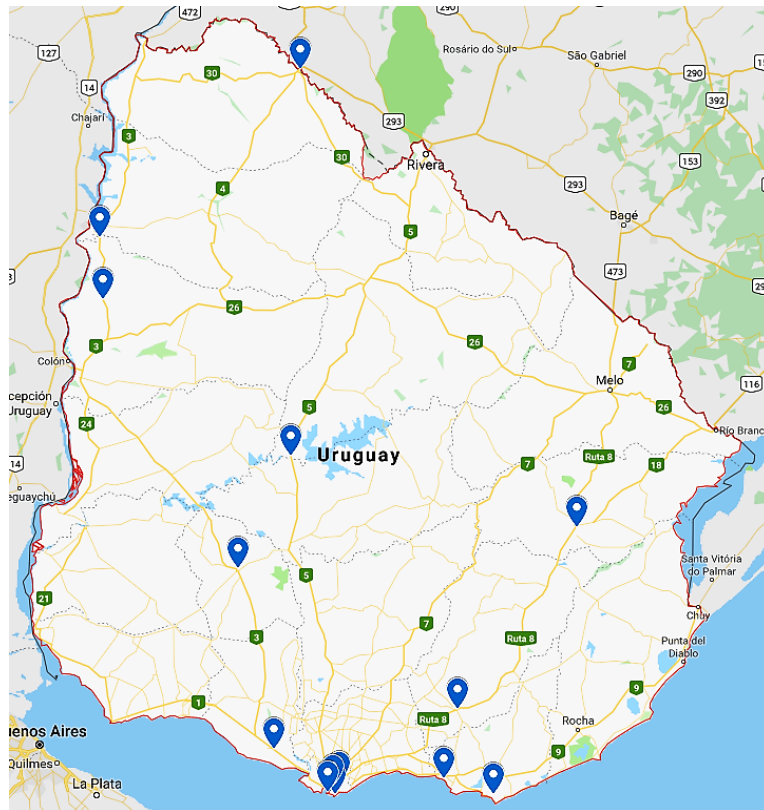 472
290
127
Rosário do Sul
São Gabriel
30
14
290
Chajarí
392
3
293
30
153
Rivera
4
293
5
Bagé
473
14
26
26
3
Colón
7
Melo
116
cepción
Uruguay
24
5
26
Río Branc
Uruguay
14
7
Ruta 8
18
eguaychú
Santa Vitória
do Palmar
21
5
Chuy
3
7
Ruta 8
Punta del
Diablo
9
1
Ruta 8
Rocha
uenos Aires
9
Quilmes
La Plata